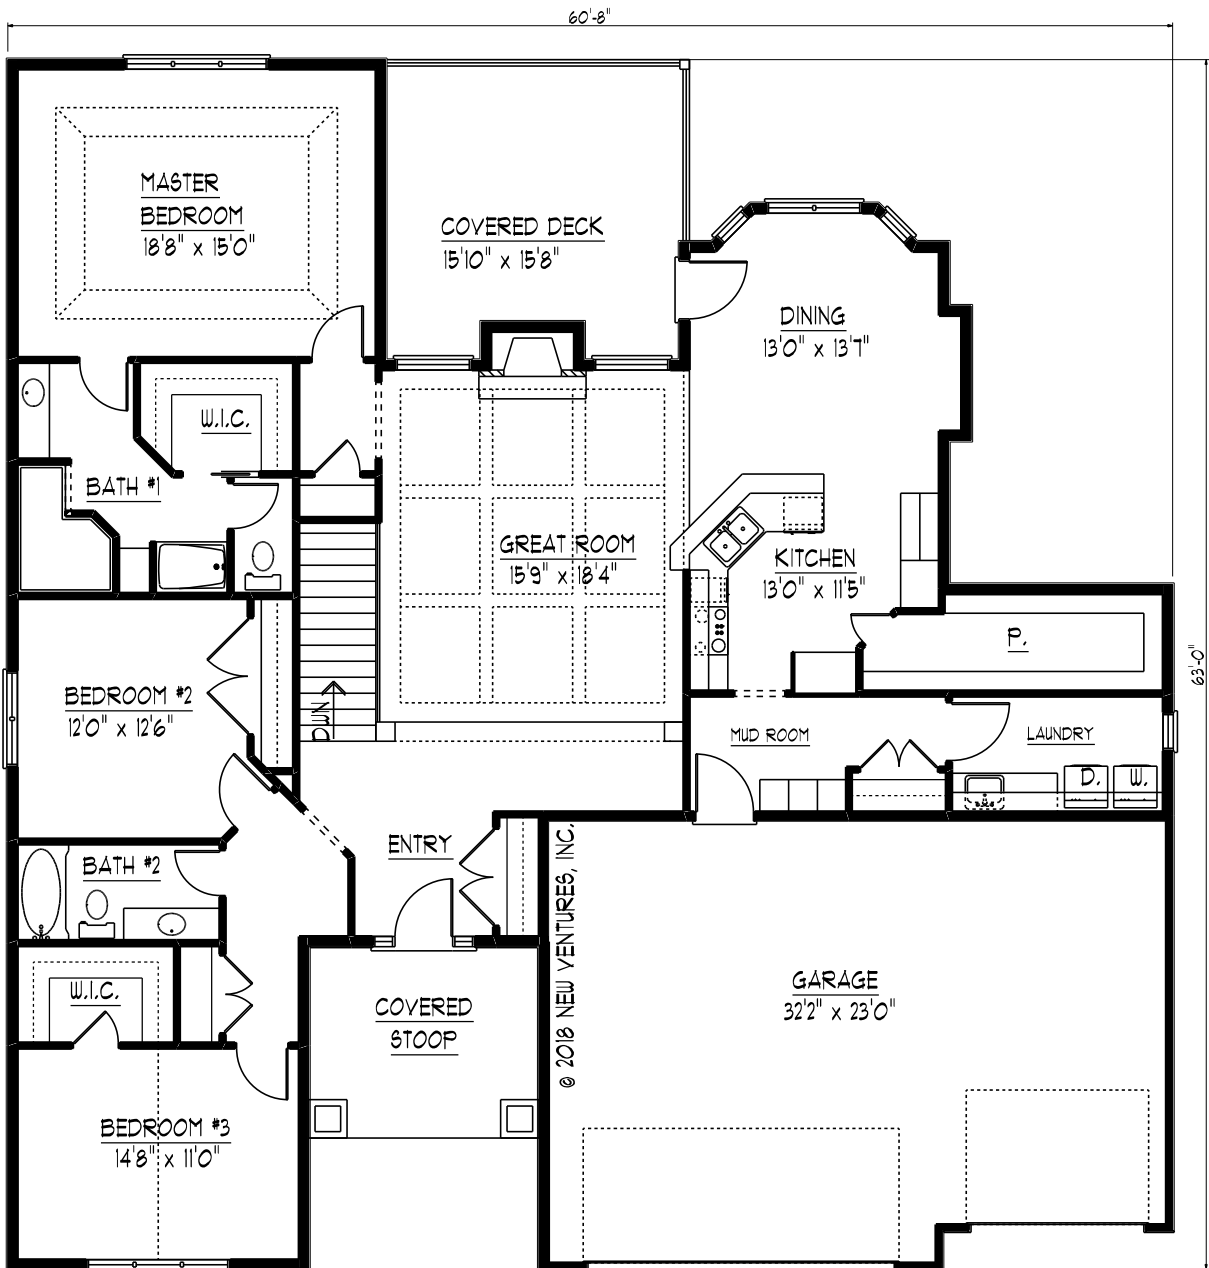 60'-8"
MASTER
BEDROOM
18'8" x 15'0"
COVERED DECK
15'10" x 15'8"
DINING
13'0" x 13'7"
W.I.C.
BATH #1
GREAT ROOM
15'9" x 18'4"
KITCHEN
13'0" x 11'5"
P.
63'-0"
BEDROOM #2
12'0" x 12'6"
DWN
MUD ROOM
LAUNDRY
D.
W.
ENTRY
BATH #2
© 2018 NEW VENTURES, INC.
W.I.C.
COVERED
STOOP
GARAGE
32'2" x 23'0"
BEDROOM #3
14'8" x 11'0"